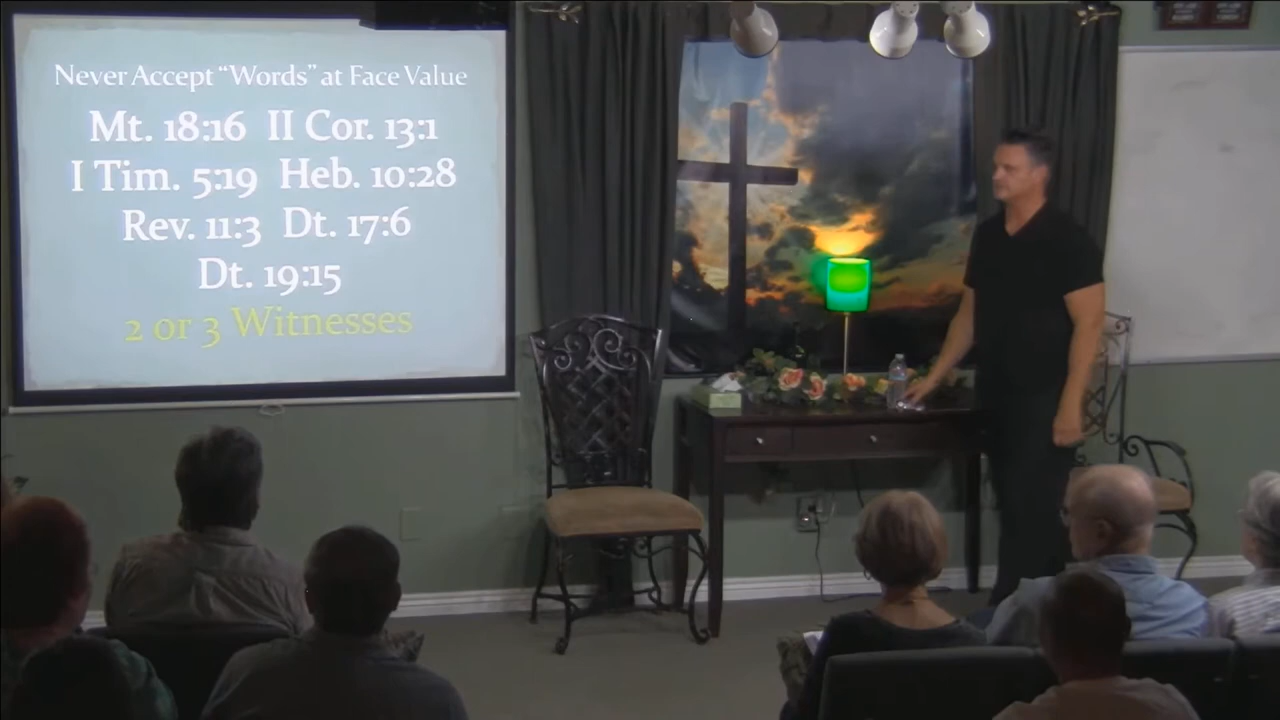 Never Accept “Words” at Face Value
Mt. 18:16 II Cor. 13:1
I Tim. 5:19 Heb. 10:28
Rev. 11:3 Dt. 17:6
Dt. 19:15
2 or 3 Witnesses